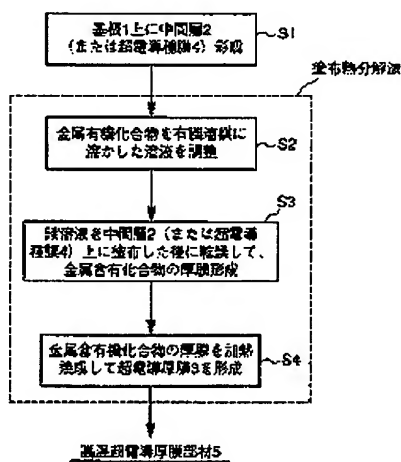 基板1上に中間層2
(または超電導種膜4)形成
S1
塗布熱分解法
金属有機化合物を有機溶媒に
溶かした溶液を調整
S2
S3
該溶液を中間層2(または超電導
種膜4)上に塗布した後に乾燥して、
金属含有化合物の厚膜形成
金属含有機化合物の厚膜を加熱
焼成して超電導厚膜3を形成
S4
高温超電導厚膜部材5